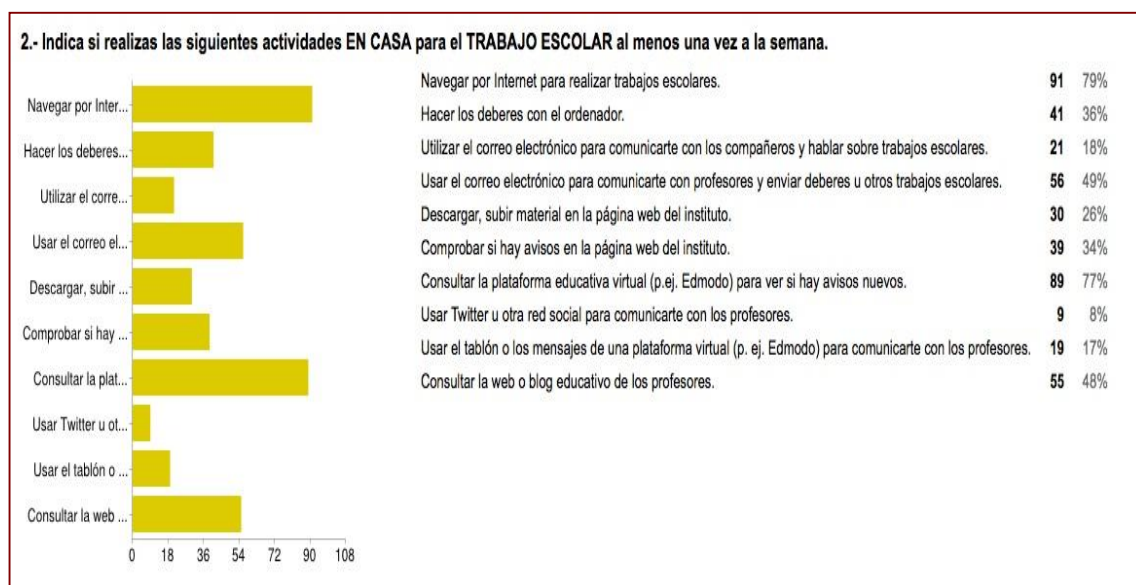 2.- Indica si realizas las siguientes actividades EN CASA para el TRABAJO ESCOLAR al menos una vez a la semana.
Navegar por Inter...
Hacer los deberes...
Utilizar el corre...
Usar el correo el...
Descargar, subir ...
Comprobar si hay ...
Consultar la plat...
Usar Twitter u ot...
Usar el tablón o ...
Consultar la web ...
0 18 36 54 72 90 108
Navegar por Internet para realizar trabajos escolares. 91 79%
Hacer los deberes con el ordenador. 41 36%
Utilizar el correo electrónico para comunicarte con los compañeros y hablar sobre trabajos escolares. 21 18%
Usar el correo electrónico para comunicarte con profesores y enviar deberes u otros trabajos escolares. 56 49%
Descargar, subir material en la página web del instituto. 30 26%
Comprobar si hay avisos en la página web del instituto. 39 34%
Consultar la plataforma educativa virtual (p.ej. Edmodo) para ver si hay avisos nuevos. 89 77%
Usar Twitter u otra red social para comunicarte con los profesores. 9 8%
Usar el tablón o los mensajes de una plataforma virtual (p. ej. Edmodo) para comunicarte con los profesores. 19 17%
Consultar la web o blog educativo de los profesores. 55 48%